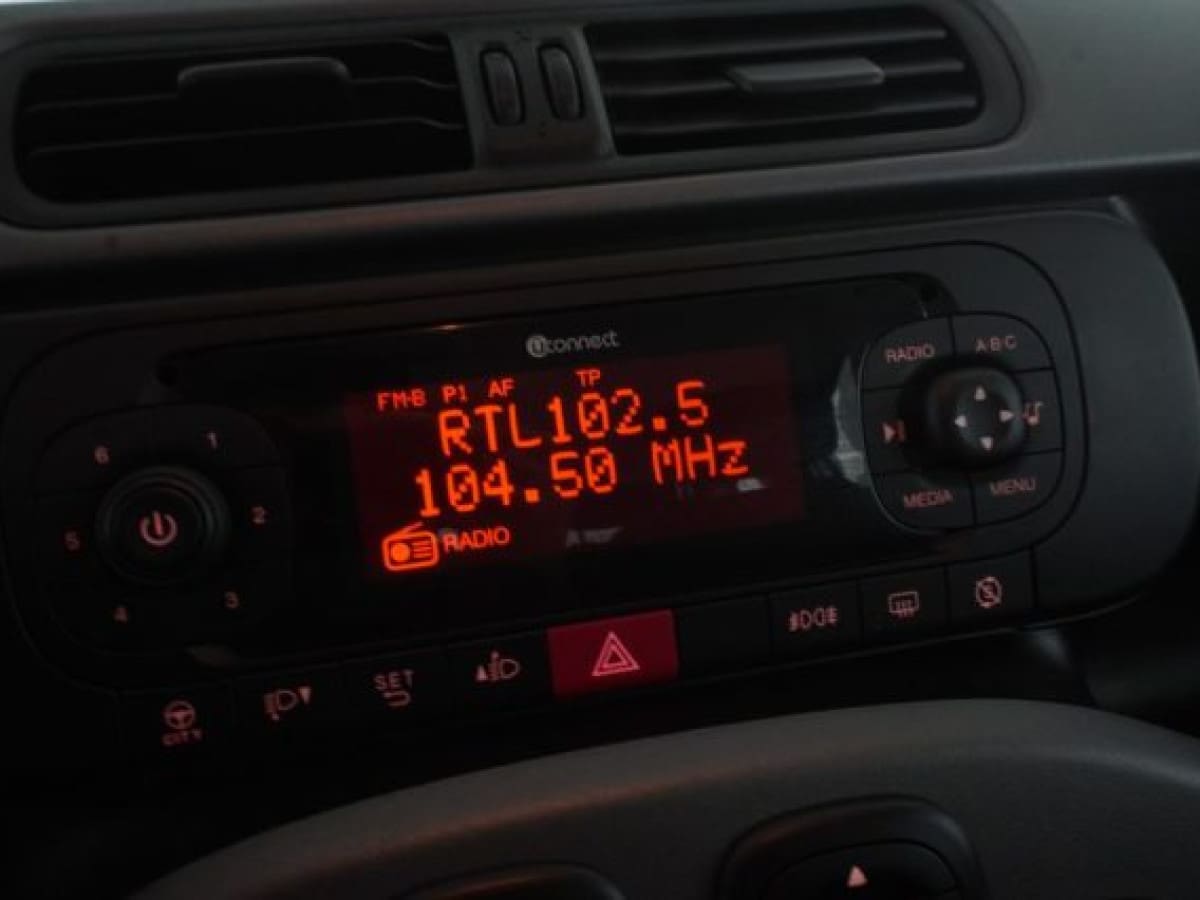 uconnect
FM-B P1 AF TP
RTL102.5
104.50 MHz
RADIO
6 1
5 2
4 3
RADIO ABC
MEDIA MENU
CITY
SET